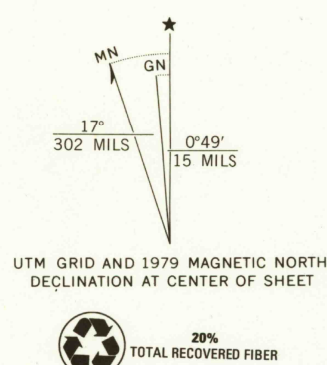 ★
MN
GN
17°
302 MILS
0°49′
15 MILS
UTM GRID AND 1979 MAGNETIC NORTH
DECLINATION AT CENTER OF SHEET
20%
TOTAL RECOVERED FIBER